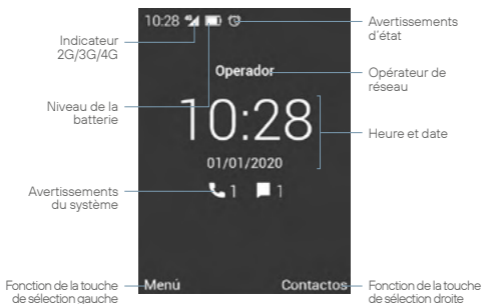 10:28
Avertissements
d'état
Indicateur
2G/3G/4G
Operador
Opérateur de
réseau
Niveau de la
batterie
10:28
Heure et date
01/01/2020
Avertissements
du système
1 1
Menú
Contactos
Fonction de la touche
de sélection gauche
Fonction de la touche
de sélection droite